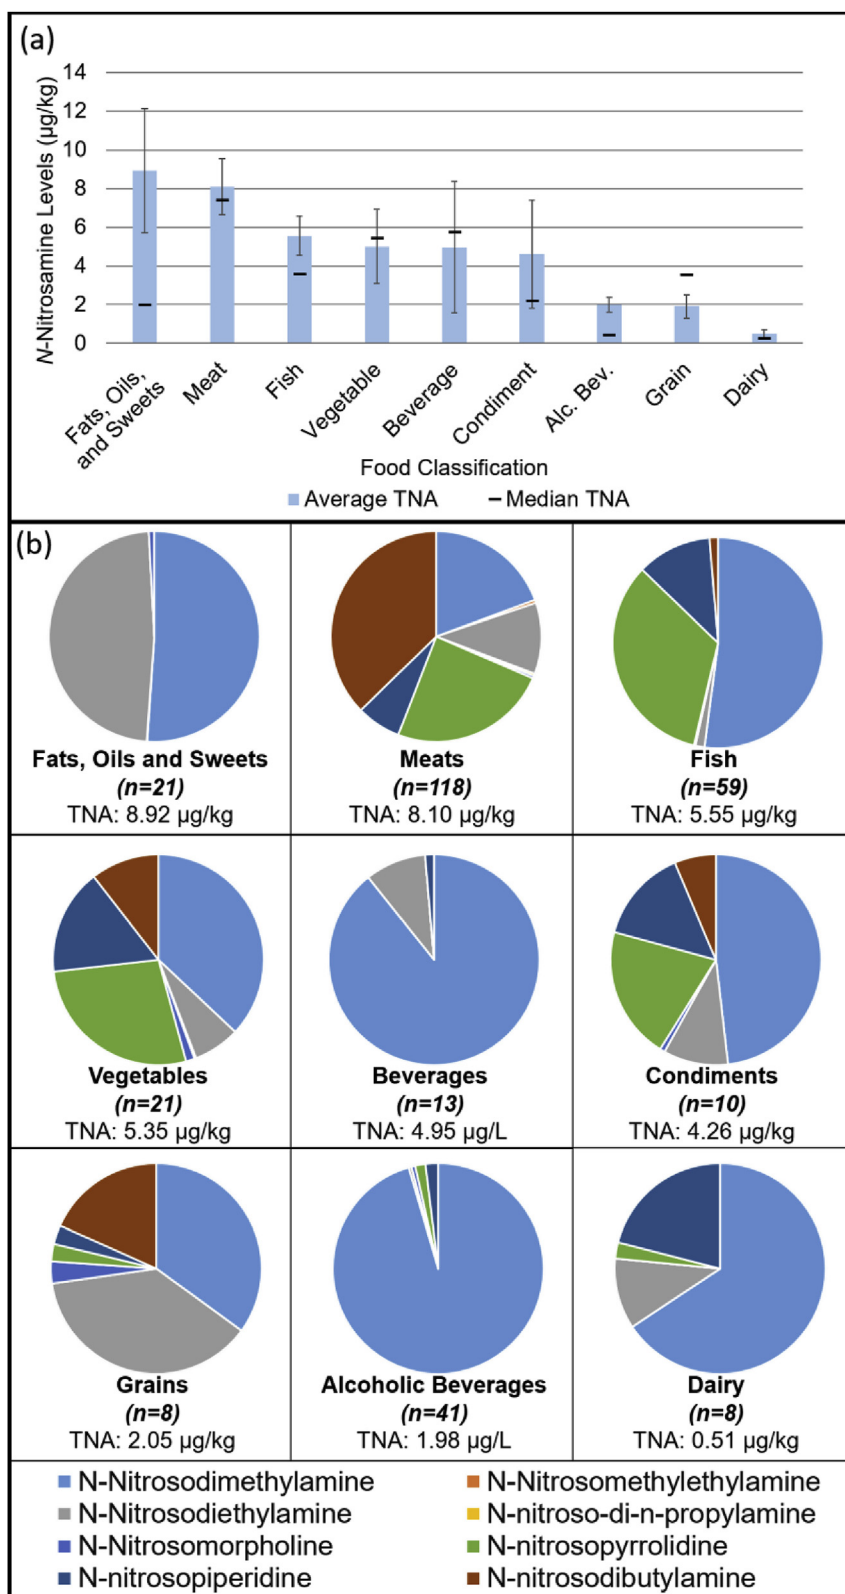 (a)
N-Nitrosamine Levels (µg/kg)
14
12
10
8
6
4
2
0
Fats, Oils,
and Sweets
Meat
Fish
Vegetable
Beverage
Condiment
Alc. Bev.
Grain
Dairy
Food Classification
Average TNA
Median TNA
(b)
Fats, Oils and Sweets
(n=21)
TNA: 8.92 µg/kg
Meats
(n=118)
TNA: 8.10 µg/kg
Fish
(n=59)
TNA: 5.55 µg/kg
Vegetables
(n=21)
TNA: 5.35 µg/kg
Beverages
(n=13)
TNA: 4.95 µg/L
Condiments
(n=10)
TNA: 4.26 µg/kg
Grains
(n=8)
TNA: 2.05 µg/kg
Alcoholic Beverages
(n=41)
TNA: 1.98 µg/L
Dairy
(n=8)
TNA: 0.51 µg/kg
N-Nitrosodimethylamine
N-Nitrosomethylethylamine
N-Nitrosodiethylamine
N-nitroso-di-n-propylamine
N-Nitrosomorpholine
N-nitrosopyrrolidine
N-nitrosopiperidine
N-nitrosodibutylamine